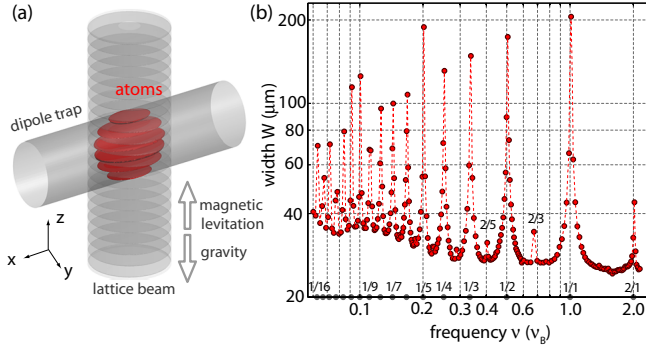 (a)
atoms
dipole trap
magnetic
levitation
gravity
z
x
y
lattice beam
(b)
width W (μm)
200
100
80
60
40
20
2/5
2/3
1/16
1/9
1/7
1/5
1/4
1/3
1/2
1/1
2/1
0.1
0.2
0.3
0.4
0.6
1.0
2.0
frequency ν (νB)